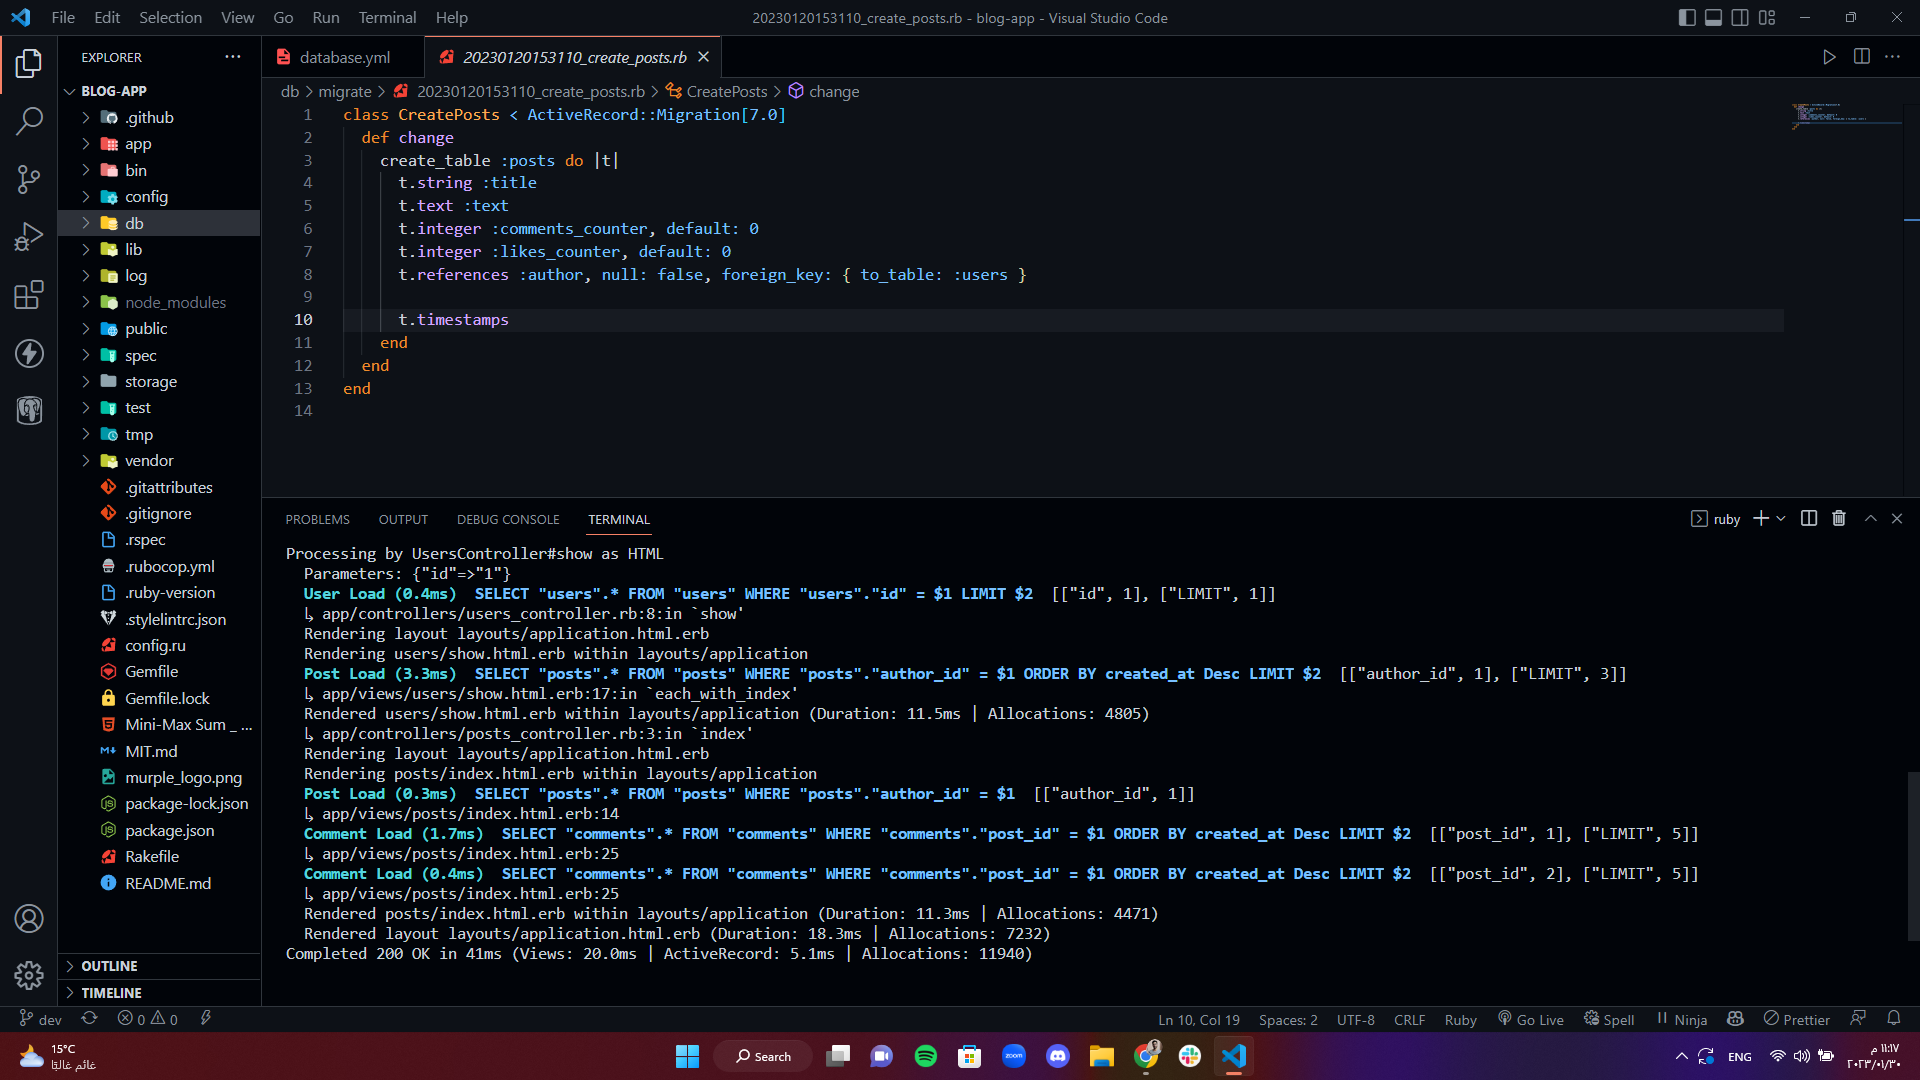 File Edit Selection View Go Run Terminal Help
20230120153110_create_posts.rb - blog-app - Visual Studio Code
EXPLORER
BLOG-APP
.github
app
bin
config
db
lib
log
node_modules
public
spec
storage
test
tmp
vendor
.gitattributes
.gitignore
.rspec
.rubocop.yml
.ruby-version
.stylelintrc.json
config.ru
Gemfile
Gemfile.lock
Mini-Max Sum _ ...
MIT.md
murple_logo.png
package-lock.json
package.json
Rakefile
README.md
OUTLINE
TIMELINE
database.yml
20230120153110_create_posts.rb
db > migrate > 20230120153110_create_posts.rb > CreatePosts > change
1 class CreatePosts < ActiveRecord::Migration[7.0]
2 def change
3 create_table :posts do |t|
4 t.string :title
5 t.text :text
6 t.integer :comments_counter, default: 0
7 t.integer :likes_counter, default: 0
8 t.references :author, null: false, foreign_key: { to_table: :users }
9
10 t.timestamps
11 end
12 end
13 end
14
PROBLEMS OUTPUT DEBUG CONSOLE TERMINAL
ruby
Processing by UsersController#show as HTML
Parameters: {"id"=>"1"}
User Load (0.4ms) SELECT "users".* FROM "users" WHERE "users"."id" = $1 LIMIT $2 [["id", 1], ["LIMIT", 1]]
↳ app/controllers/users_controller.rb:8:in `show'
Rendering layout layouts/application.html.erb
Rendering users/show.html.erb within layouts/application
Post Load (3.3ms) SELECT "posts".* FROM "posts" WHERE "posts"."author_id" = $1 ORDER BY created_at Desc LIMIT $2 [["author_id", 1], ["LIMIT", 3]]
↳ app/views/users/show.html.erb:17:in `each_with_index'
Rendered users/show.html.erb within layouts/application (Duration: 11.5ms | Allocations: 4805)
↳ app/controllers/posts_controller.rb:3:in `index'
Rendering layout layouts/application.html.erb
Rendering posts/index.html.erb within layouts/application
Post Load (0.3ms) SELECT "posts".* FROM "posts" WHERE "posts"."author_id" = $1 [["author_id", 1]]
↳ app/views/posts/index.html.erb:14
Comment Load (1.7ms) SELECT "comments".* FROM "comments" WHERE "comments"."post_id" = $1 ORDER BY created_at Desc LIMIT $2 [["post_id", 1], ["LIMIT", 5]]
↳ app/views/posts/index.html.erb:25
Comment Load (0.4ms) SELECT "comments".* FROM "comments" WHERE "comments"."post_id" = $1 ORDER BY created_at Desc LIMIT $2 [["post_id", 2], ["LIMIT", 5]]
↳ app/views/posts/index.html.erb:25
Rendered posts/index.html.erb within layouts/application (Duration: 11.3ms | Allocations: 4471)
Rendered layout layouts/application.html.erb (Duration: 18.3ms | Allocations: 7232)
Completed 200 OK in 41ms (Views: 20.0ms | ActiveRecord: 5.1ms | Allocations: 11940)
dev 0 0 Ln 10, Col 19 Spaces: 2 UTF-8 CRLF Ruby Go Live Spell Ninja Prettier
15°C
غائم غالبًا
Search
zoom
ENG
١١:١٧ م
٢٠٢٣/٠١/٣٠